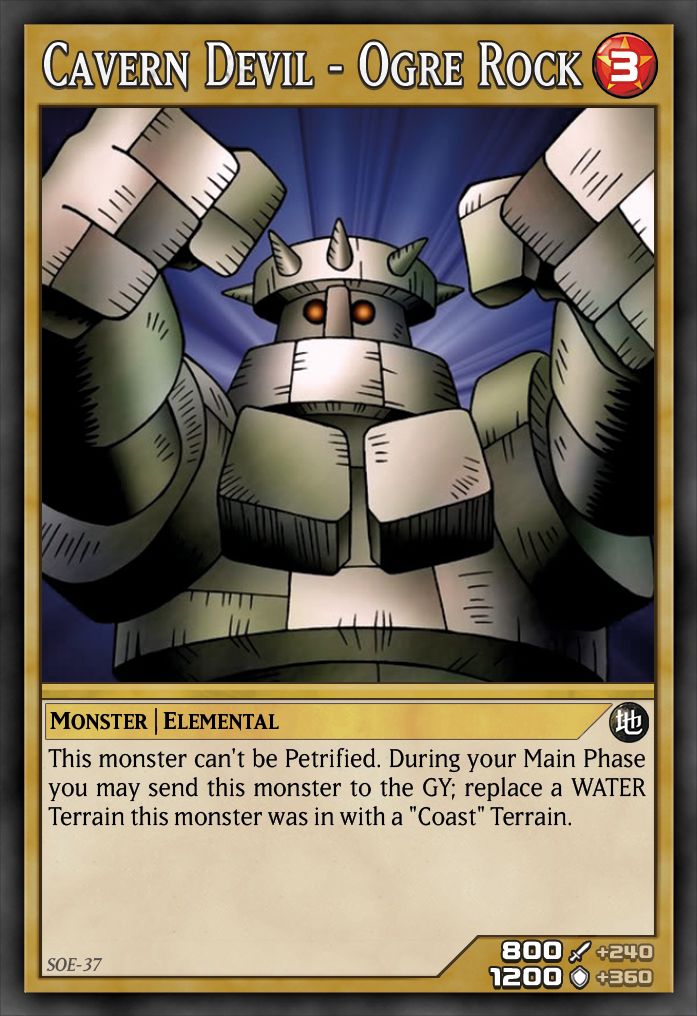 Cavern Devil - Ogre Rock 3
Monster | Elemental
This monster can't be Petrified. During your Main Phase
you may send this monster to the GY; replace a WATER
Terrain this monster was in with a "Coast" Terrain.
800 +240
SOE-37
1200 +360